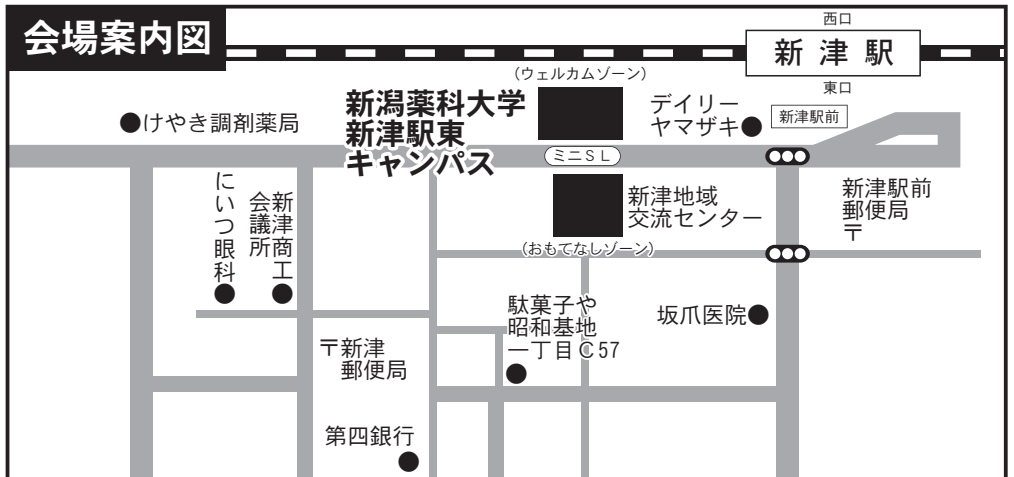 会場案内図
西口
新津駅
東口
新津駅前
(ウェルカムゾーン)
新潟薬科大学
新津駅東
キャンパス
デイリー
ヤマザキ
けやき調剤薬局
ミニSL
新津地域
交流センター
(おもてなしゾーン)
新津駅前
郵便局
〒
新津商工
会議所
にいつ眼科
駄菓子や
昭和基地
一丁目C57
坂爪医院
〒新津
郵便局
第四銀行